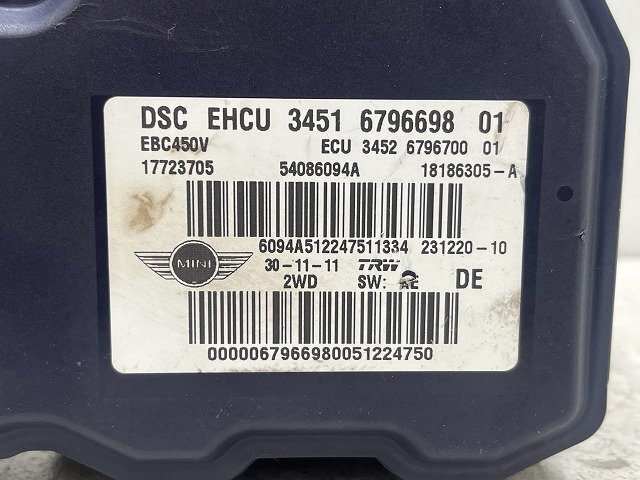 DSC EHCU 3451 6796698 01
EBC450V ECU 3452 6796700 01
17723705 54086094A 18186305-A
6094A512247511334 231220-10
MINI 30-11-11 TRW
2WD SW: DE
0000067966980051224750